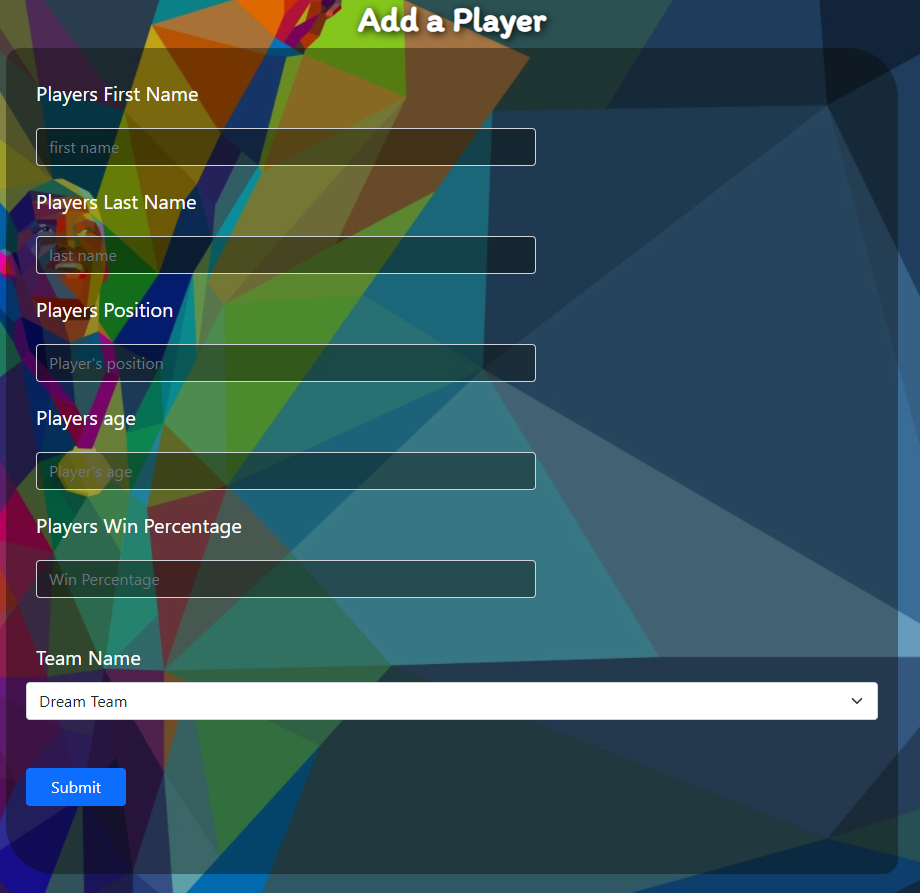 Add a Player
Players First Name
first name
Players Last Name
last name
Players Position
Player's position
Players age
Player's age
Players Win Percentage
Win Percentage
Team Name
Dream Team
Submit